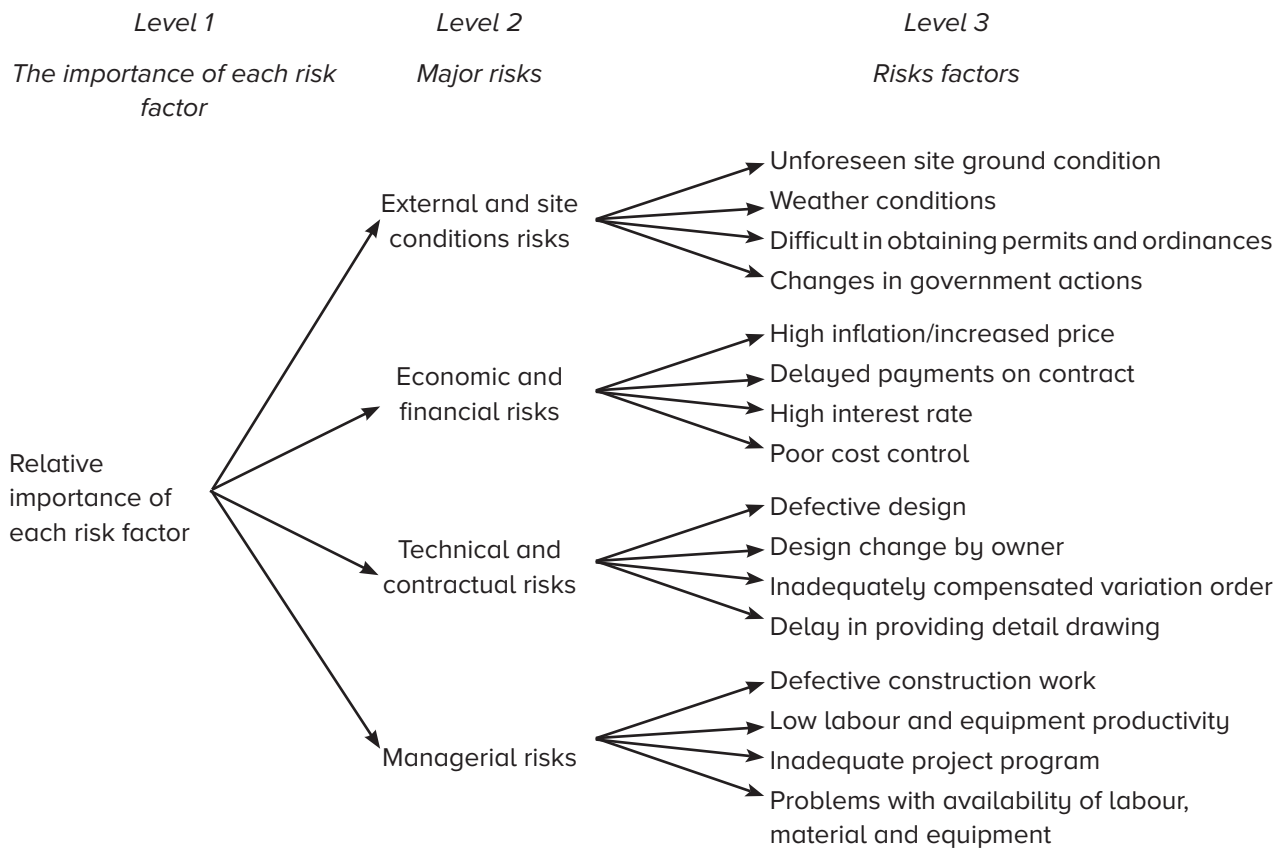 Level 1
Level 2
Level 3
The importance of each risk
factor
Major risks
Risks factors
Relative
importance of
each risk factor
External and site
conditions risks
Unforeseen site ground condition
Weather conditions
Difficult in obtaining permits and ordinances
Changes in government actions
Economic and
financial risks
High inflation/increased price
Delayed payments on contract
High interest rate
Poor cost control
Technical and
contractual risks
Defective design
Design change by owner
Inadequately compensated variation order
Delay in providing detail drawing
Managerial risks
Defective construction work
Low labour and equipment productivity
Inadequate project program
Problems with availability of labour,
material and equipment